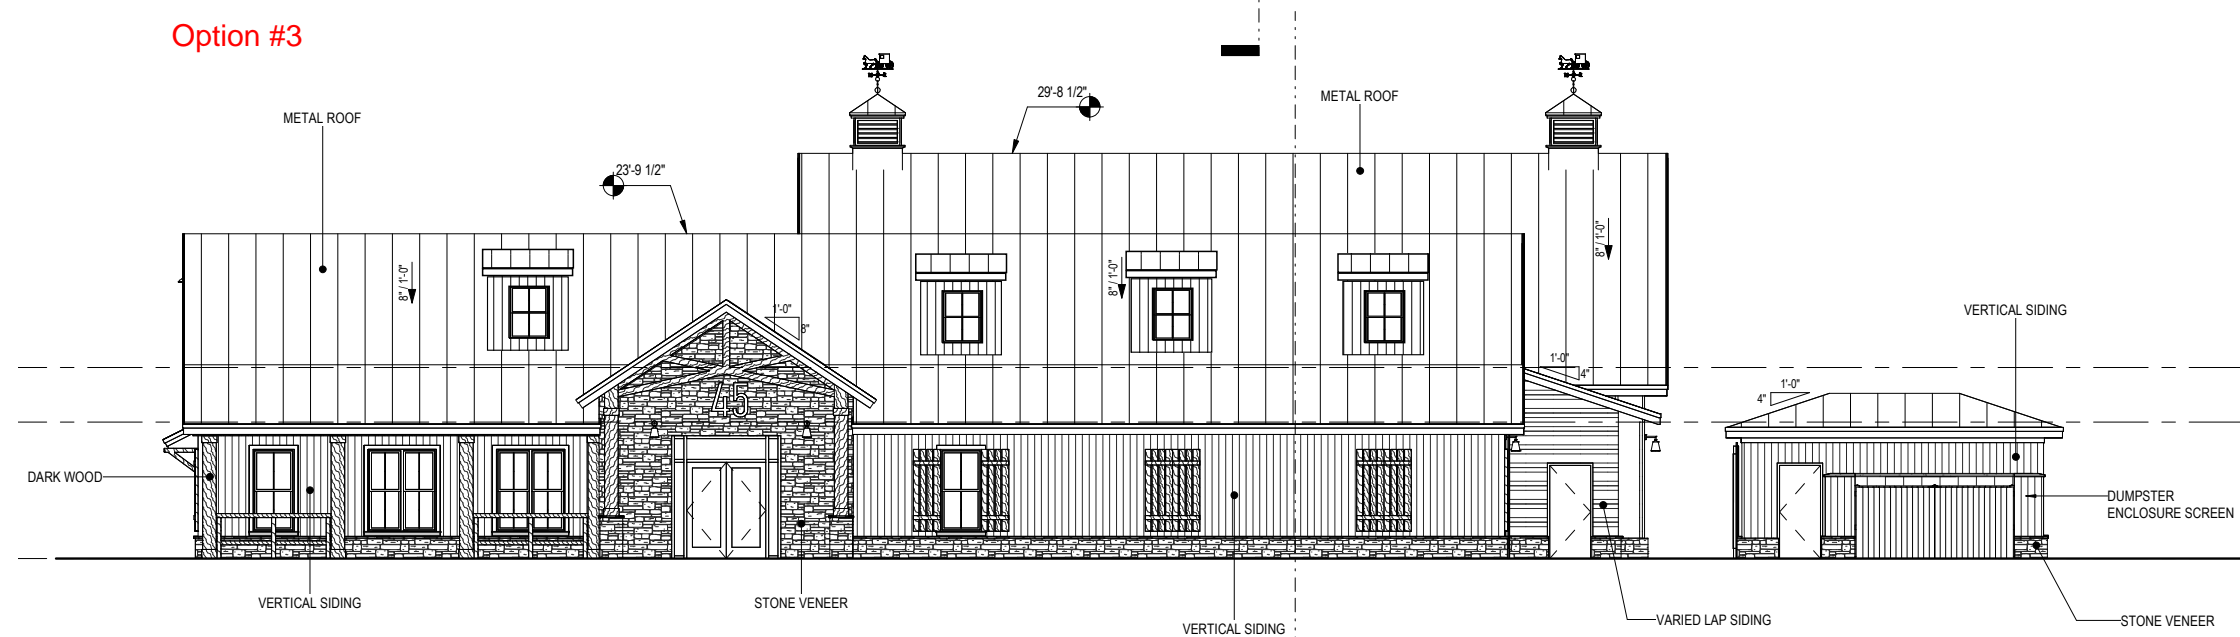 Option #3
METAL ROOF
29'-8 1/2"
METAL ROOF
23'-9 1/2"
8" / 1'-0"
8" / 1'-0"
8" / 1'-0"
1'-0"
8"
VERTICAL SIDING
1'-0"
4"
1'-0"
4"
45
DARK WOOD
DUMPSTER
ENCLOSURE SCREEN
VERTICAL SIDING
STONE VENEER
VERTICAL SIDING
VARIED LAP SIDING
STONE VENEER